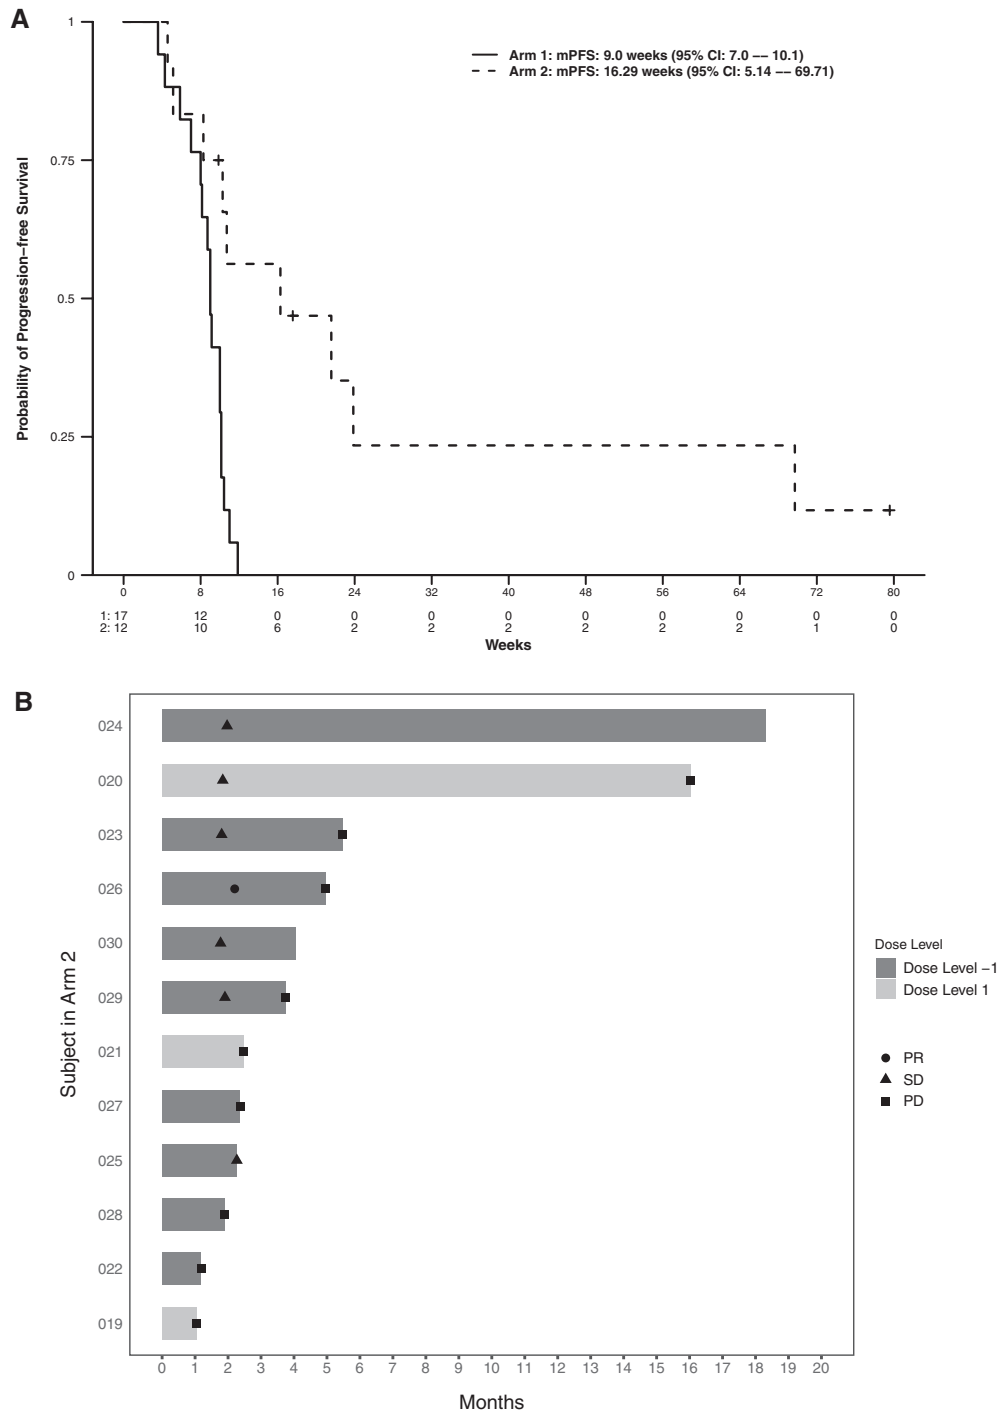 A
1
0.75
0.5
0.25
0
Probability of Progression–free Survival
Arm 1: mPFS: 9.0 weeks (95% CI: 7.0 –– 10.1)
Arm 2: mPFS: 16.29 weeks (95% CI: 5.14 –– 69.71)
0 8 16 24 32 40 48 56 64 72 80
1: 17 12 0 0 0 0 0 0 0 0 0
2: 12 10 6 2 2 2 2 2 2 1 0
Weeks
B
Subject in Arm 2
024
020
023
026
030
029
021
027
025
028
022
019
0 1 2 3 4 5 6 7 8 9 10 11 12 13 14 15 16 17 18 19 20
Months
Dose Level
Dose Level –1
Dose Level 1
PR
SD
PD